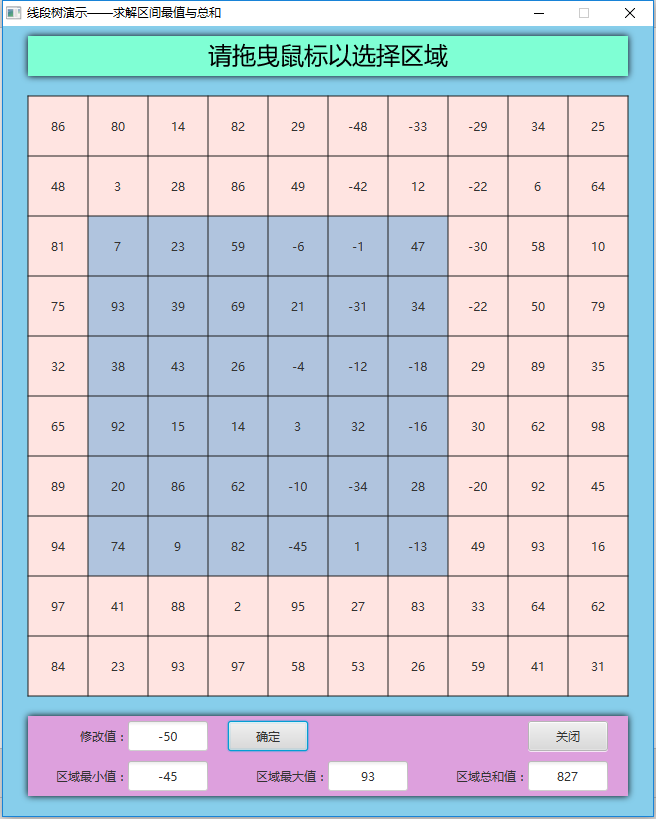 线段树演示——求解区间最值与总和
请拖曳鼠标以选择区域
86 80 14 82 29 -48 -33 -29 34 25
48 3 28 86 49 -42 12 -22 6 64
81 7 23 59 -6 -1 47 -30 58 10
75 93 39 69 21 -31 34 -22 50 79
32 38 43 26 -4 -12 -18 29 89 35
65 92 15 14 3 32 -16 30 62 98
89 20 86 62 -10 -34 28 -20 92 45
94 74 9 82 -45 1 -13 49 93 16
97 41 88 2 95 27 83 33 64 62
84 23 93 97 58 53 26 59 41 31
修改值： -50 确定 关闭
区域最小值： -45 区域最大值： 93 区域总和值： 827